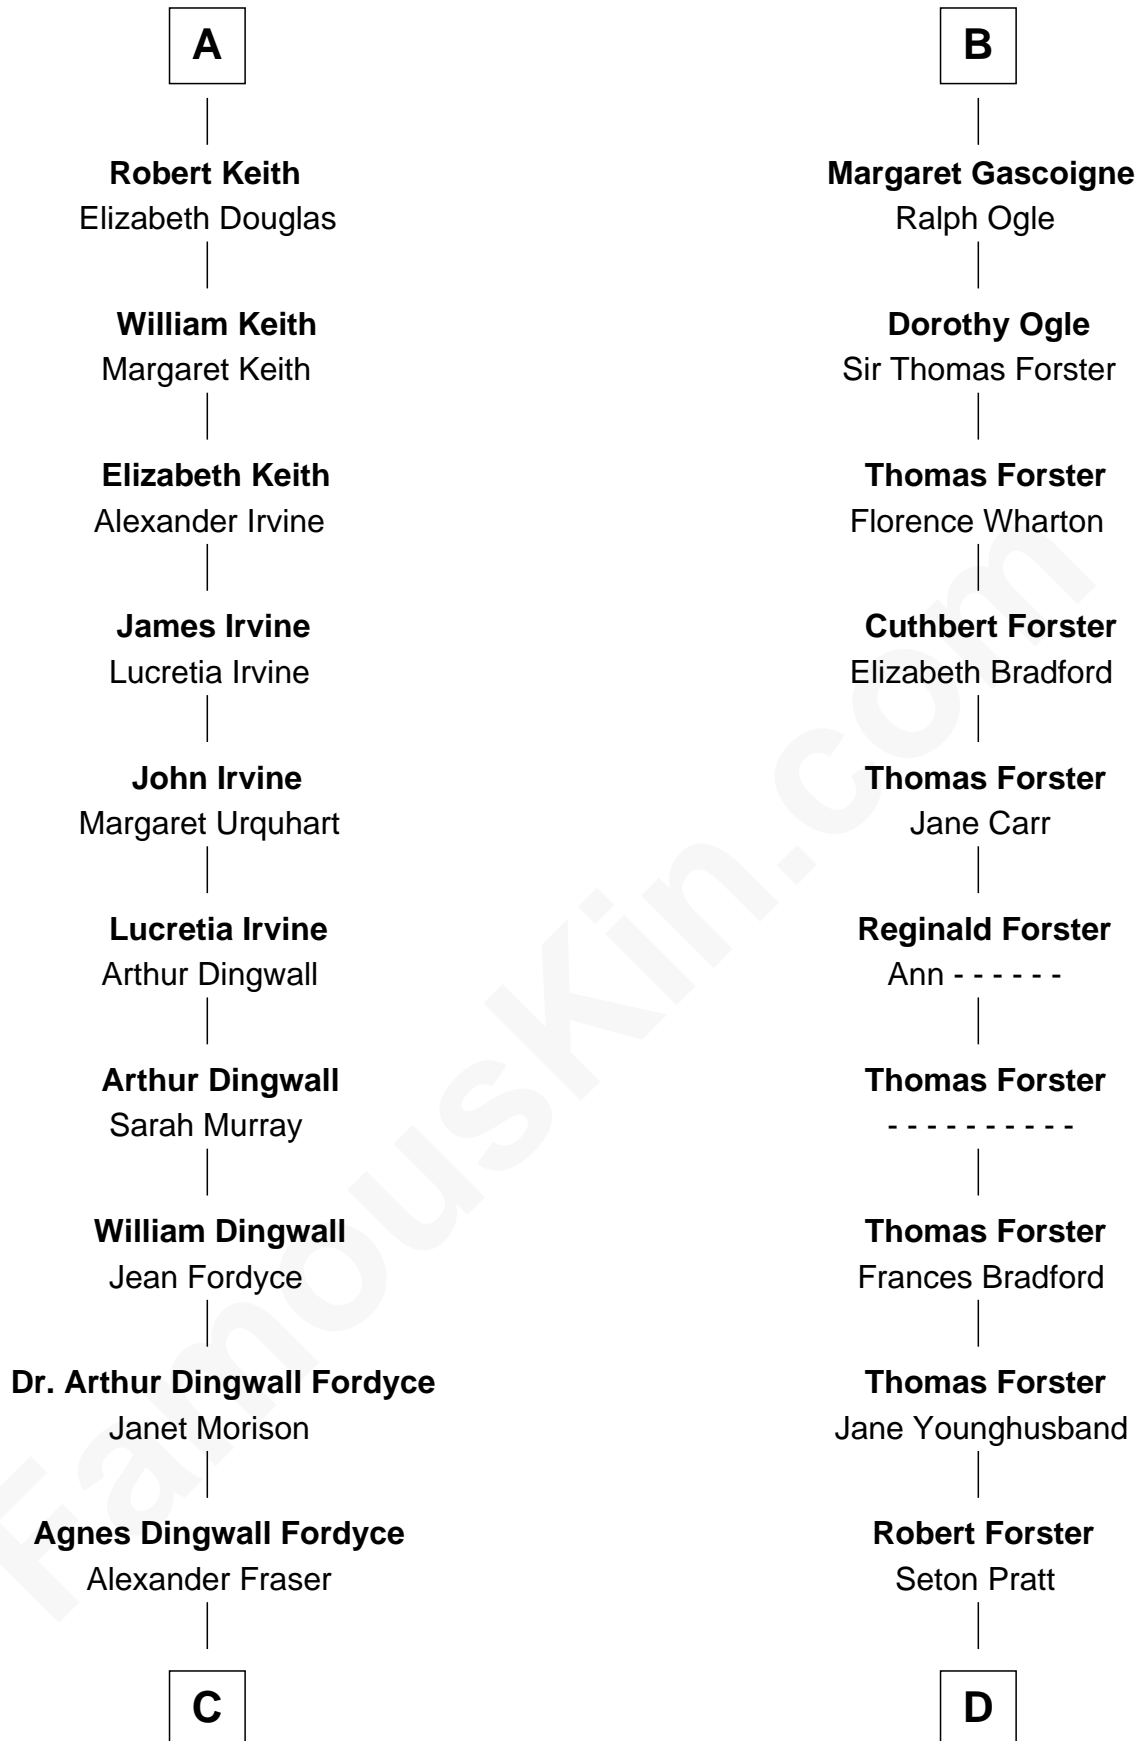 A
Robert Keith
Elizabeth Douglas
William Keith
Margaret Keith
Elizabeth Keith
Alexander Irvine
James Irvine
Lucretia Irvine
John Irvine
Margaret Urquhart
Lucretia Irvine
Arthur Dingwall
Arthur Dingwall
Sarah Murray
William Dingwall
Jean Fordyce
Dr. Arthur Dingwall Fordyce
Janet Morison
Agnes Dingwall Fordyce
Alexander Fraser
C
B
Margaret Gascoigne
Ralph Ogle
Dorothy Ogle
Sir Thomas Forster
Thomas Forster
Florence Wharton
Cuthbert Forster
Elizabeth Bradford
Thomas Forster
Jane Carr
Reginald Forster
Ann - - - - - -
Thomas Forster
- - - - - - - - - -
Thomas Forster
Frances Bradford
Thomas Forster
Jane Younghusband
Robert Forster
Seton Pratt
D
FamousKin.com